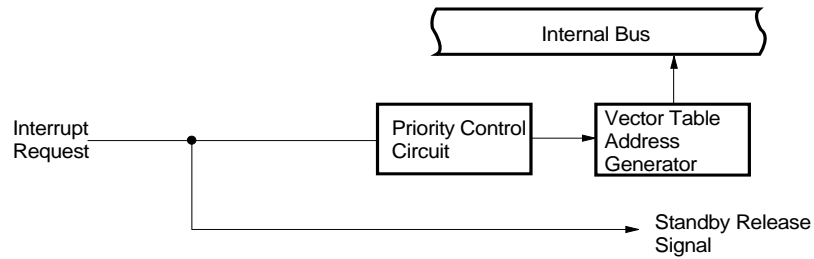 Internal Bus
Interrupt
Request
Priority Control
Circuit
Vector Table
Address
Generator
Standby Release
Signal